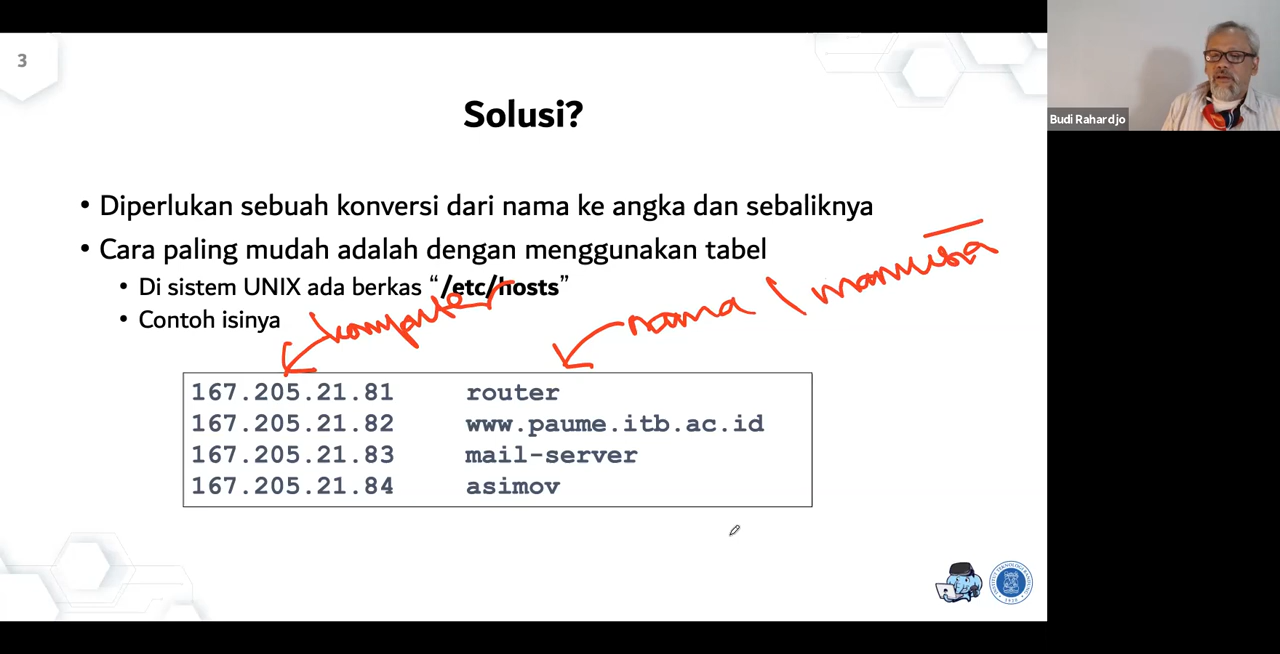 3
Budi Rahardjo
Solusi?
• Diperlukan sebuah konversi dari nama ke angka dan sebaliknya
• Cara paling mudah adalah dengan menggunakan tabel
• Di sistem UNIX ada berkas “/etc/hosts”
• Contoh isinya
komputer
nama | manusia
167.205.21.81 router
167.205.21.82 www.paume.itb.ac.id
167.205.21.83 mail-server
167.205.21.84 asimov